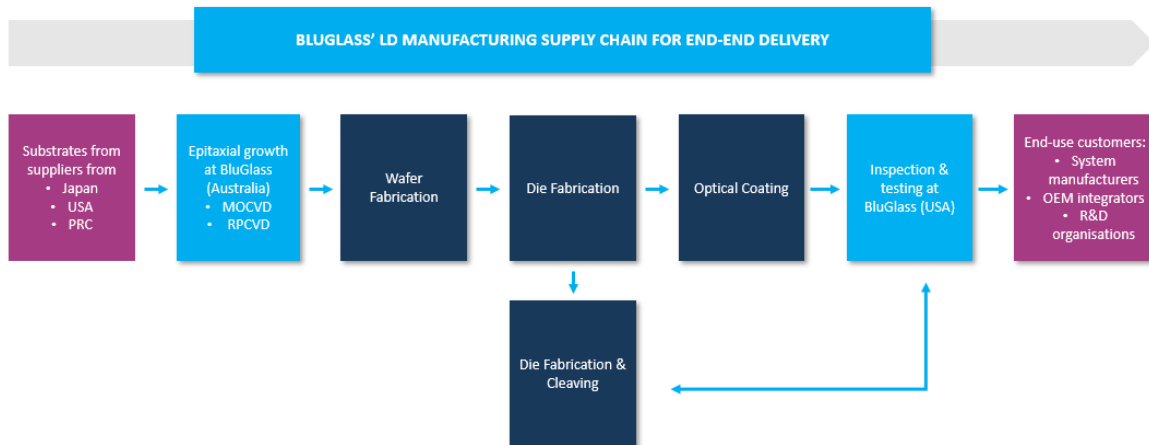 BLUGLASS’ LD MANUFACTURING SUPPLY CHAIN FOR END-END DELIVERY
Substrates from
suppliers from
• Japan
• USA
• PRC
Epitaxial growth
at BluGlass
(Australia)
• MOCVD
• RPCVD
Wafer
Fabrication
Die Fabrication
Optical Coating
Inspection &
testing at
BluGlass (USA)
End-use customers:
• System
manufacturers
• OEM integrators
• R&D
organisations
Die Fabrication &
Cleaving